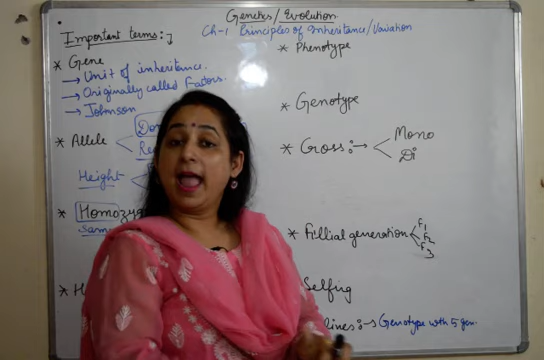 Genetics/Evolution
Ch-1 Principles of Inheritance/Variation
Important terms:-
* Gene
→ Unit of inheritance.
→ Originally called Factors.
→ Johnson
* Allele
Height
* Homozy
Sam
* H
* Phenotype
* Genotype
* Cross :→ Mono
Di
* Fillial generation F1
F2
F3
Selfing
lines :→ Genotype with 5 gen.